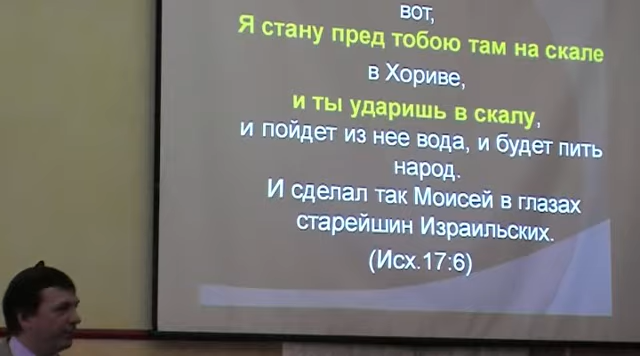 вот,
Я стану пред тобою там на скале
в Хориве,
и ты ударишь в скалу,
и пойдет из нее вода, и будет пить
народ.
И сделал так Моисей в глазах
старейшин Израильских.
(Исх.17:6)